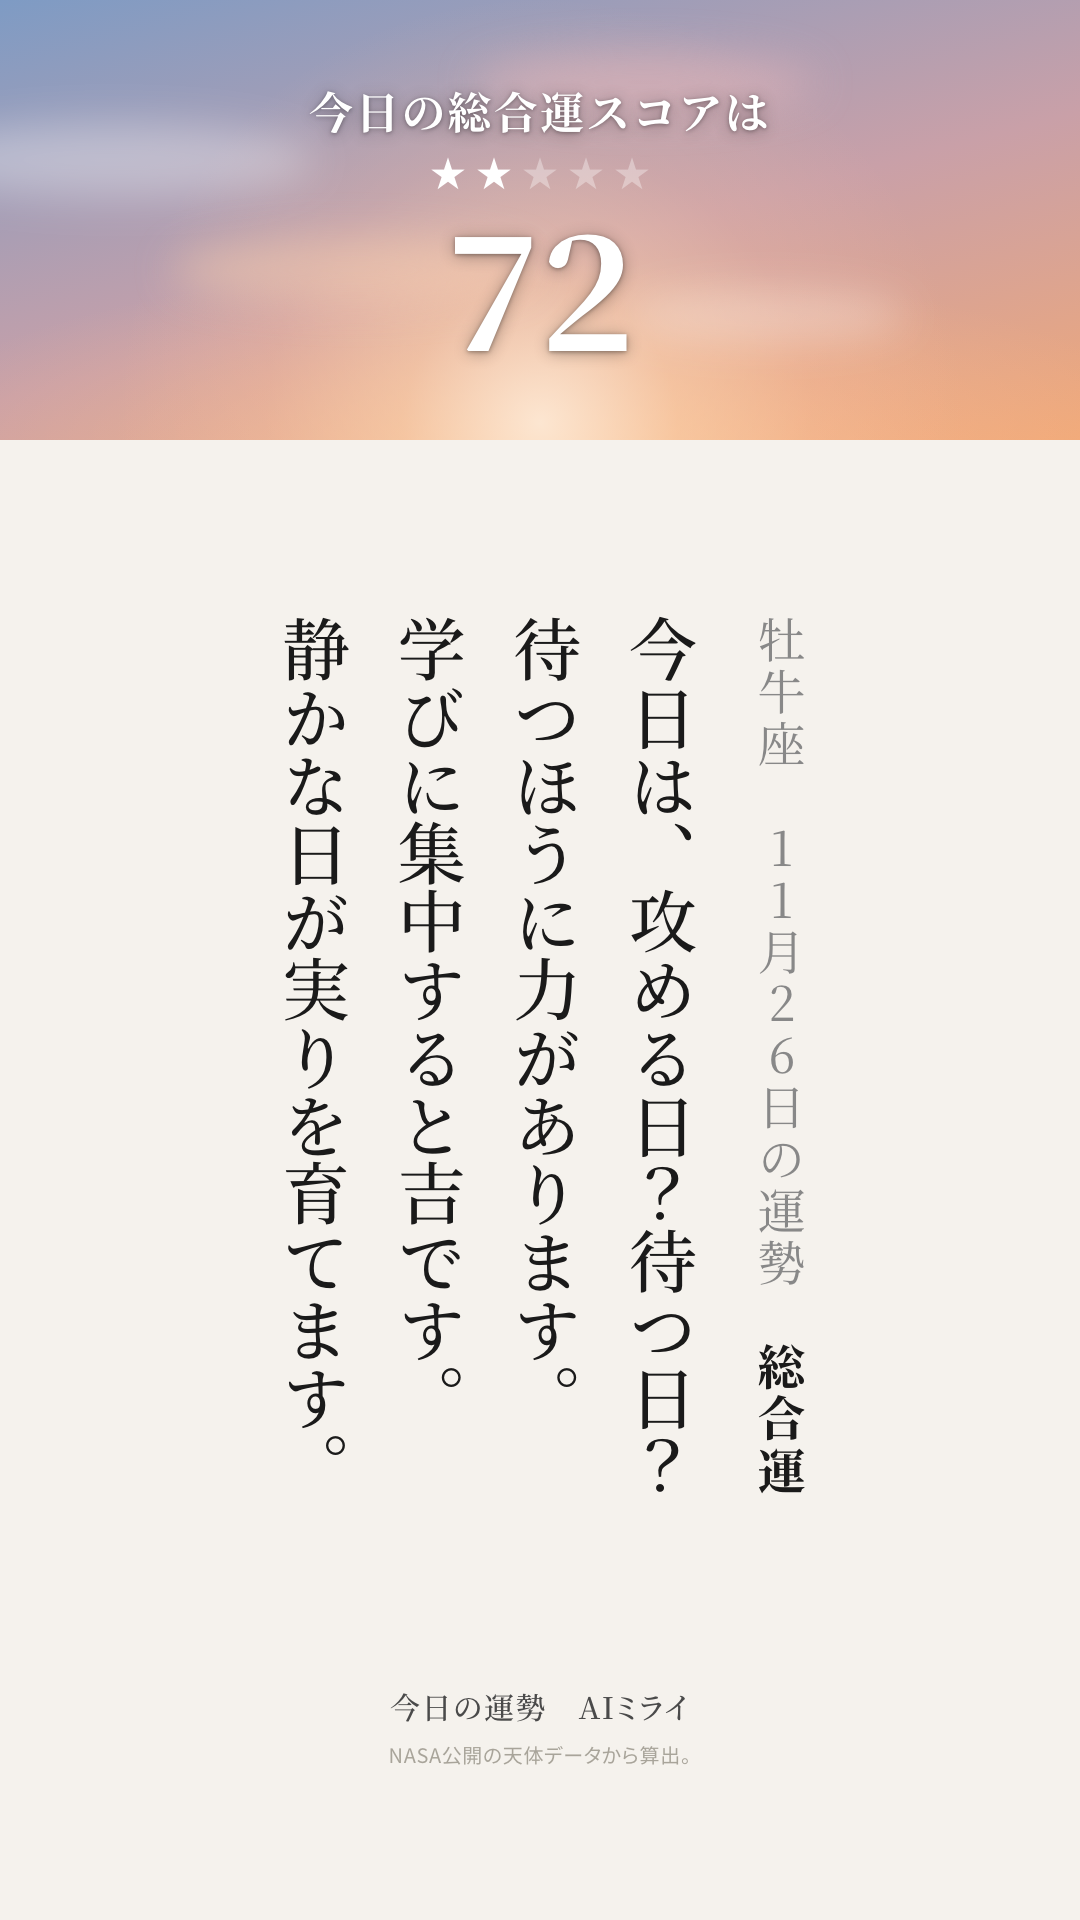 今日の総合運スコアは
★★★★★
72
牡牛座　11月26日の運勢　総合運
今日は、攻める日？待つ日？
待つほうに力があります。
学びに集中すると吉です。
静かな日が実りを育てます。
今日の運勢　AIミライ
NASA公開の天体データから算出。